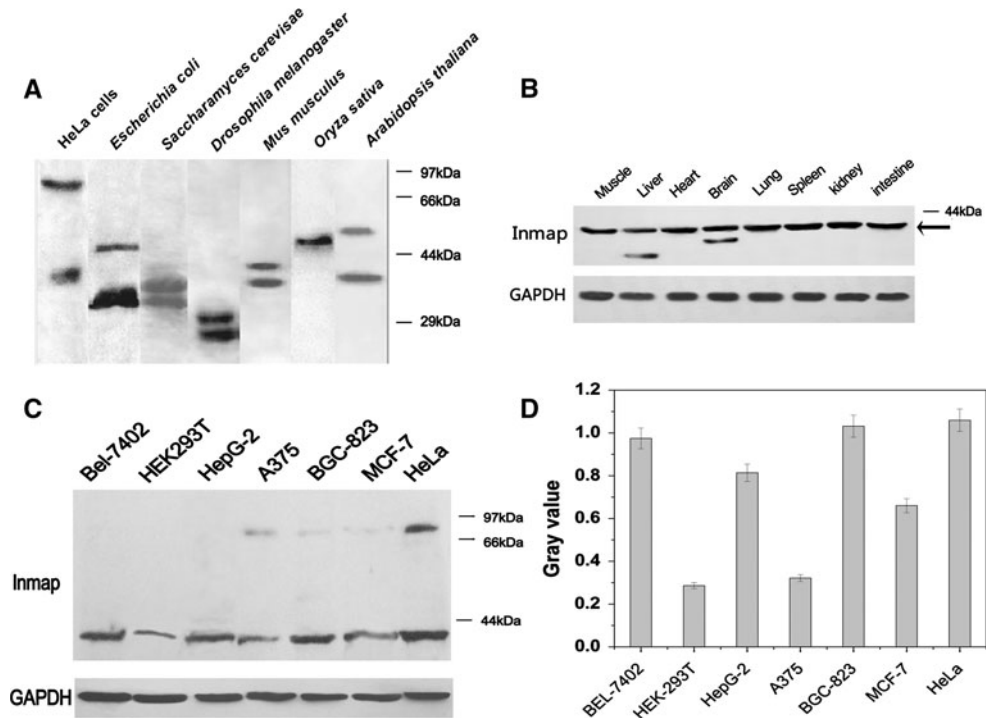 A
HeLa cells
Escherichia coli
Saccharamyces cerevisae
Drosophila melanogaster
Mus musculus
Oryza sativa
Arabidopsis thaliana
97kDa
66kDa
44kDa
29kDa
B
Muscle
Liver
Heart
Brain
Lung
Spleen
kidney
intestine
44kDa
Inmap
GAPDH
C
Bel-7402
HEK293T
HepG-2
A375
BGC-823
MCF-7
HeLa
97kDa
66kDa
44kDa
Inmap
GAPDH
D
Gray value
1.2
1.0
0.8
0.6
0.4
0.2
0.0
BEL-7402
HEK-293T
HepG-2
A375
BGC-823
MCF-7
HeLa